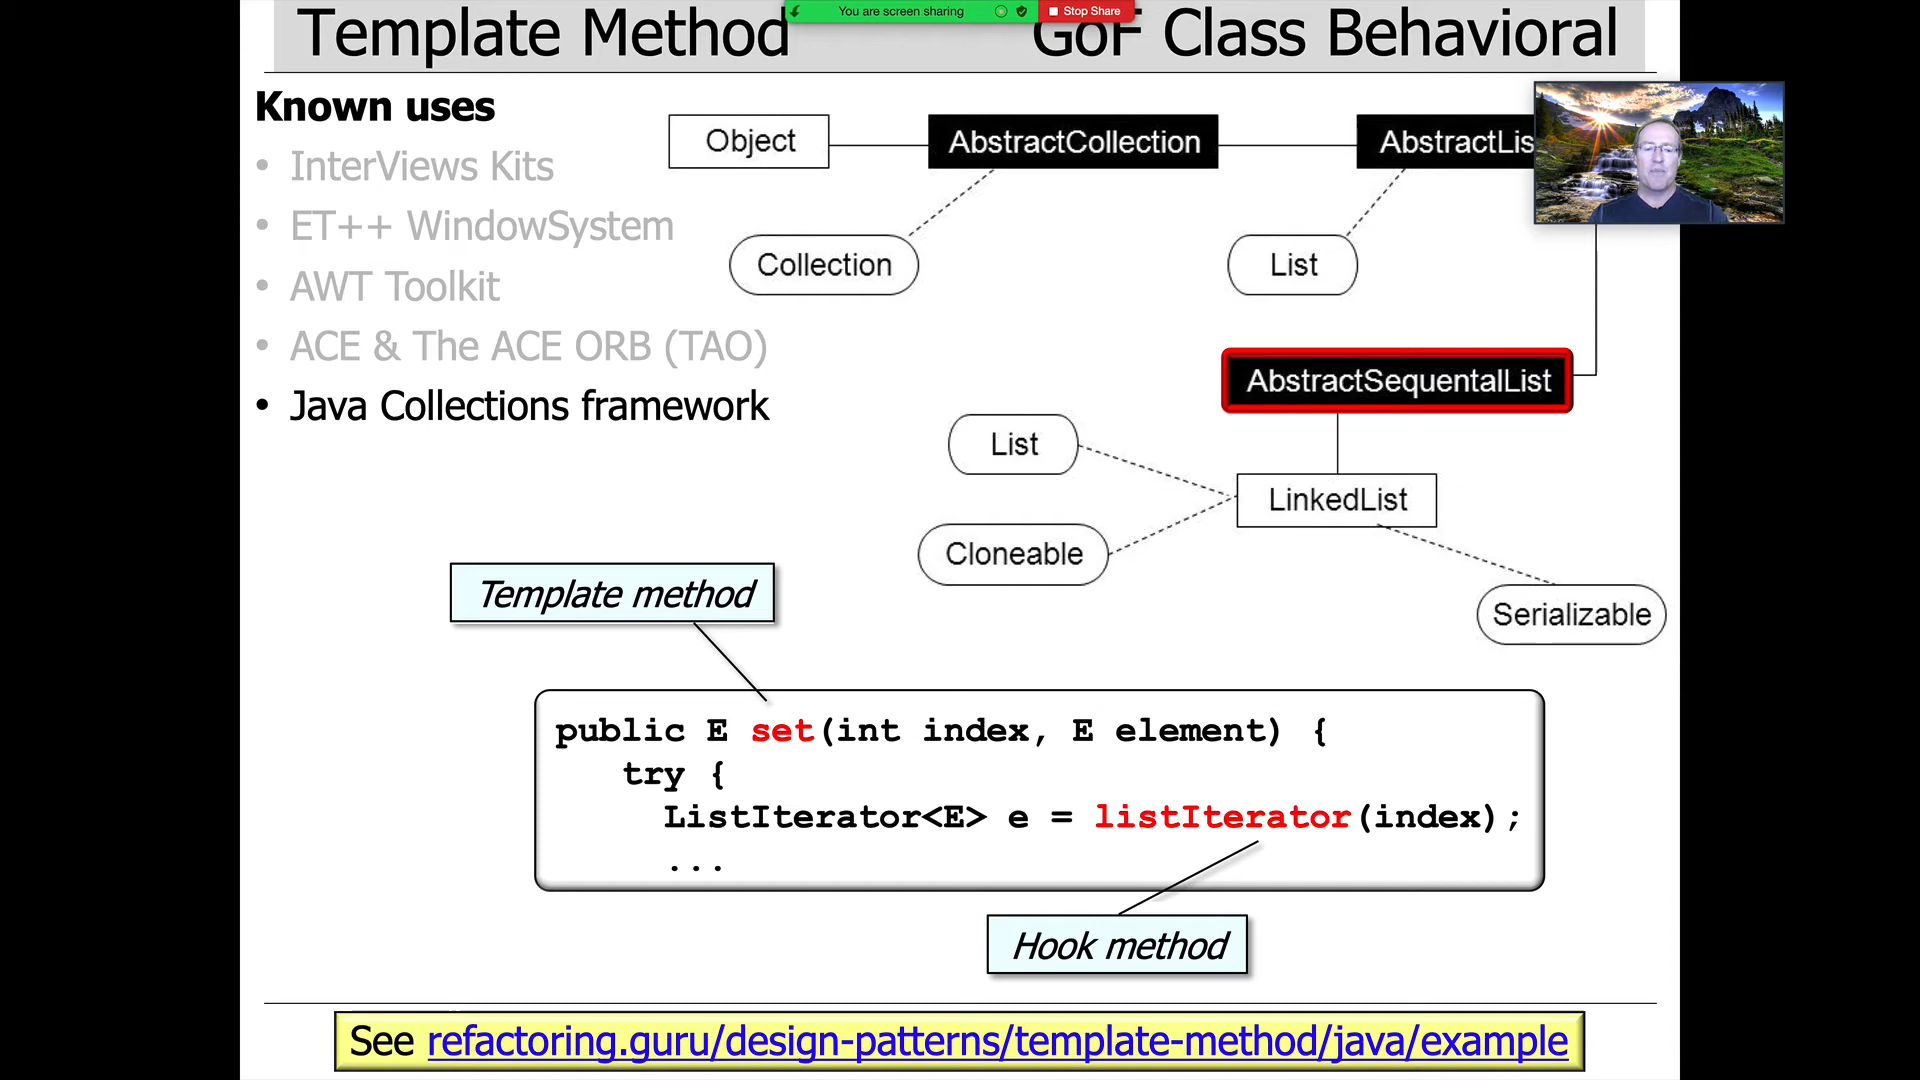 You are screen sharing
Stop Share
Template Method
GoF Class Behavioral
Known uses
• InterViews Kits
• ET++ WindowSystem
• AWT Toolkit
• ACE & The ACE ORB (TAO)
• Java Collections framework
Object
AbstractCollection
AbstractLis
Collection
List
AbstractSequentalList
List
LinkedList
Cloneable
Serializable
Template method
public E set(int index, E element) {
try {
ListIterator<E> e = listIterator(index);
...
Hook method
See refactoring.guru/design-patterns/template-method/java/example